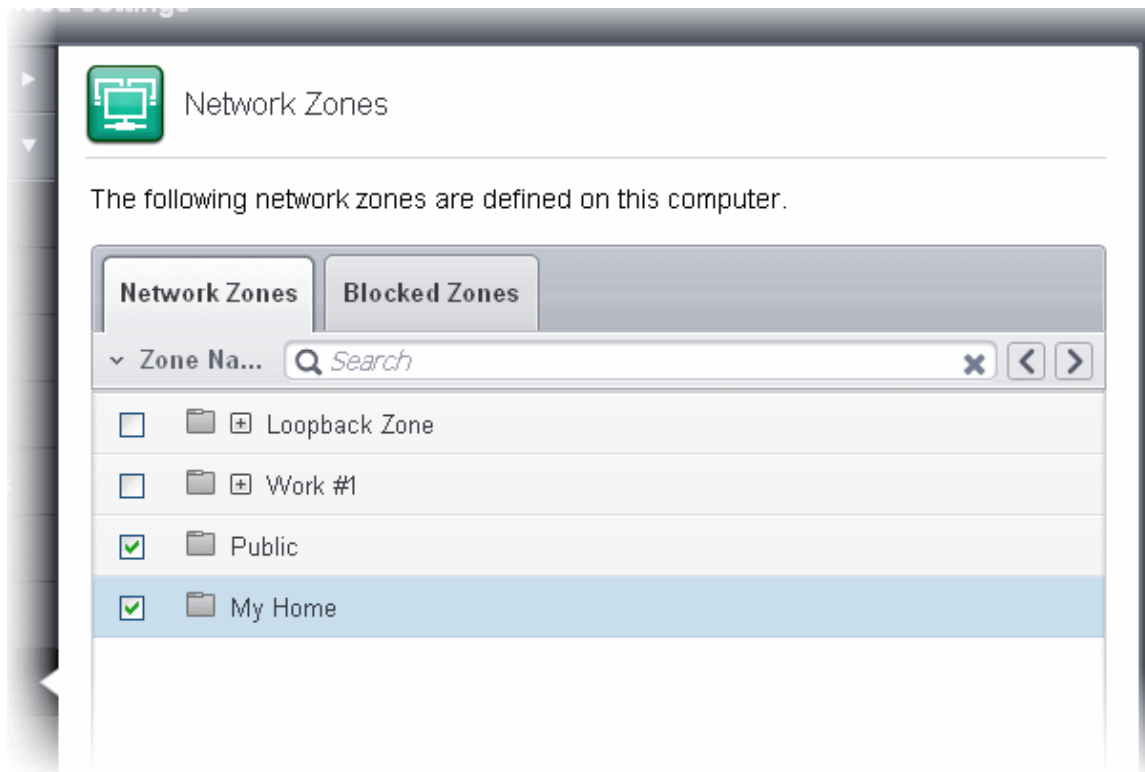 Network Zones
The following network zones are defined on this computer.
Network Zones Blocked Zones
Zone Na... Search
Loopback Zone
Work #1
Public
My Home